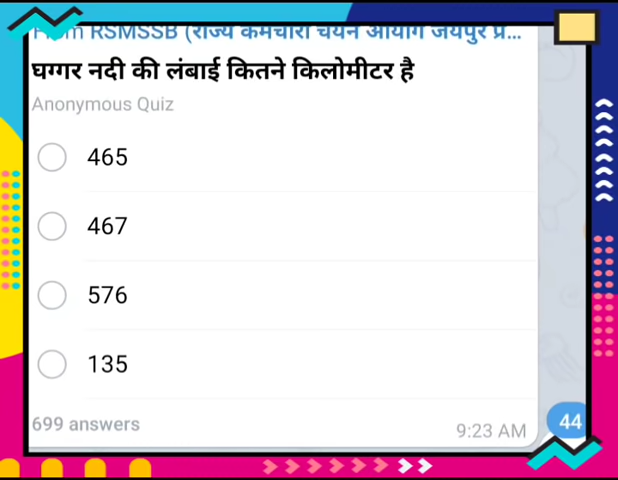 From RSMSSB (राज्य कर्मचारी चयन आयोग जयपुर प्र...
घग्गर नदी की लंबाई कितने किलोमीटर है
Anonymous Quiz
465
467
576
135
699 answers
9:23 AM
44